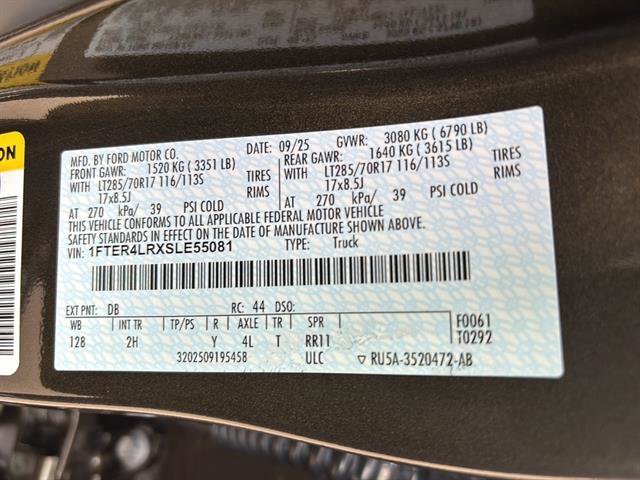 MFD. BY FORD MOTOR CO. DATE: 09/25 GVWR: 3080 KG ( 6790 LB)
FRONT GAWR: 1520 KG ( 3351 LB) REAR GAWR: 1640 KG ( 3615 LB)
WITH LT285/70R17 116/113S TIRES WITH LT285/70R17 116/113S TIRES
17x8.5J RIMS 17x8.5J RIMS
AT 270 kPa/ 39 PSI COLD AT 270 kPa/ 39 PSI COLD
THIS VEHICLE CONFORMS TO ALL APPLICABLE FEDERAL MOTOR VEHICLE
SAFETY STANDARDS IN EFFECT ON THE DATE OF MANUFACTURE SHOWN ABOVE.
VIN: 1FTER4LRXSLE55081 TYPE: Truck
EXT PNT: DB RC: 44 DSO:
WB INT TR TP/PS R AXLE TR SPR F0061
128 2H Y 4L T RR11 T0292
3202509195458 ULC ▽ RU5A-3520472-AB
ON